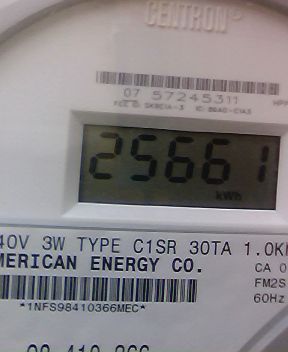 CENTRON®
07 57245311
25661
kWh
40V 3W TYPE C1SR 30TA 1.0K
MERICAN ENERGY CO.
CA 0
FM2S
60Hz
*1NFS98410366MEC*